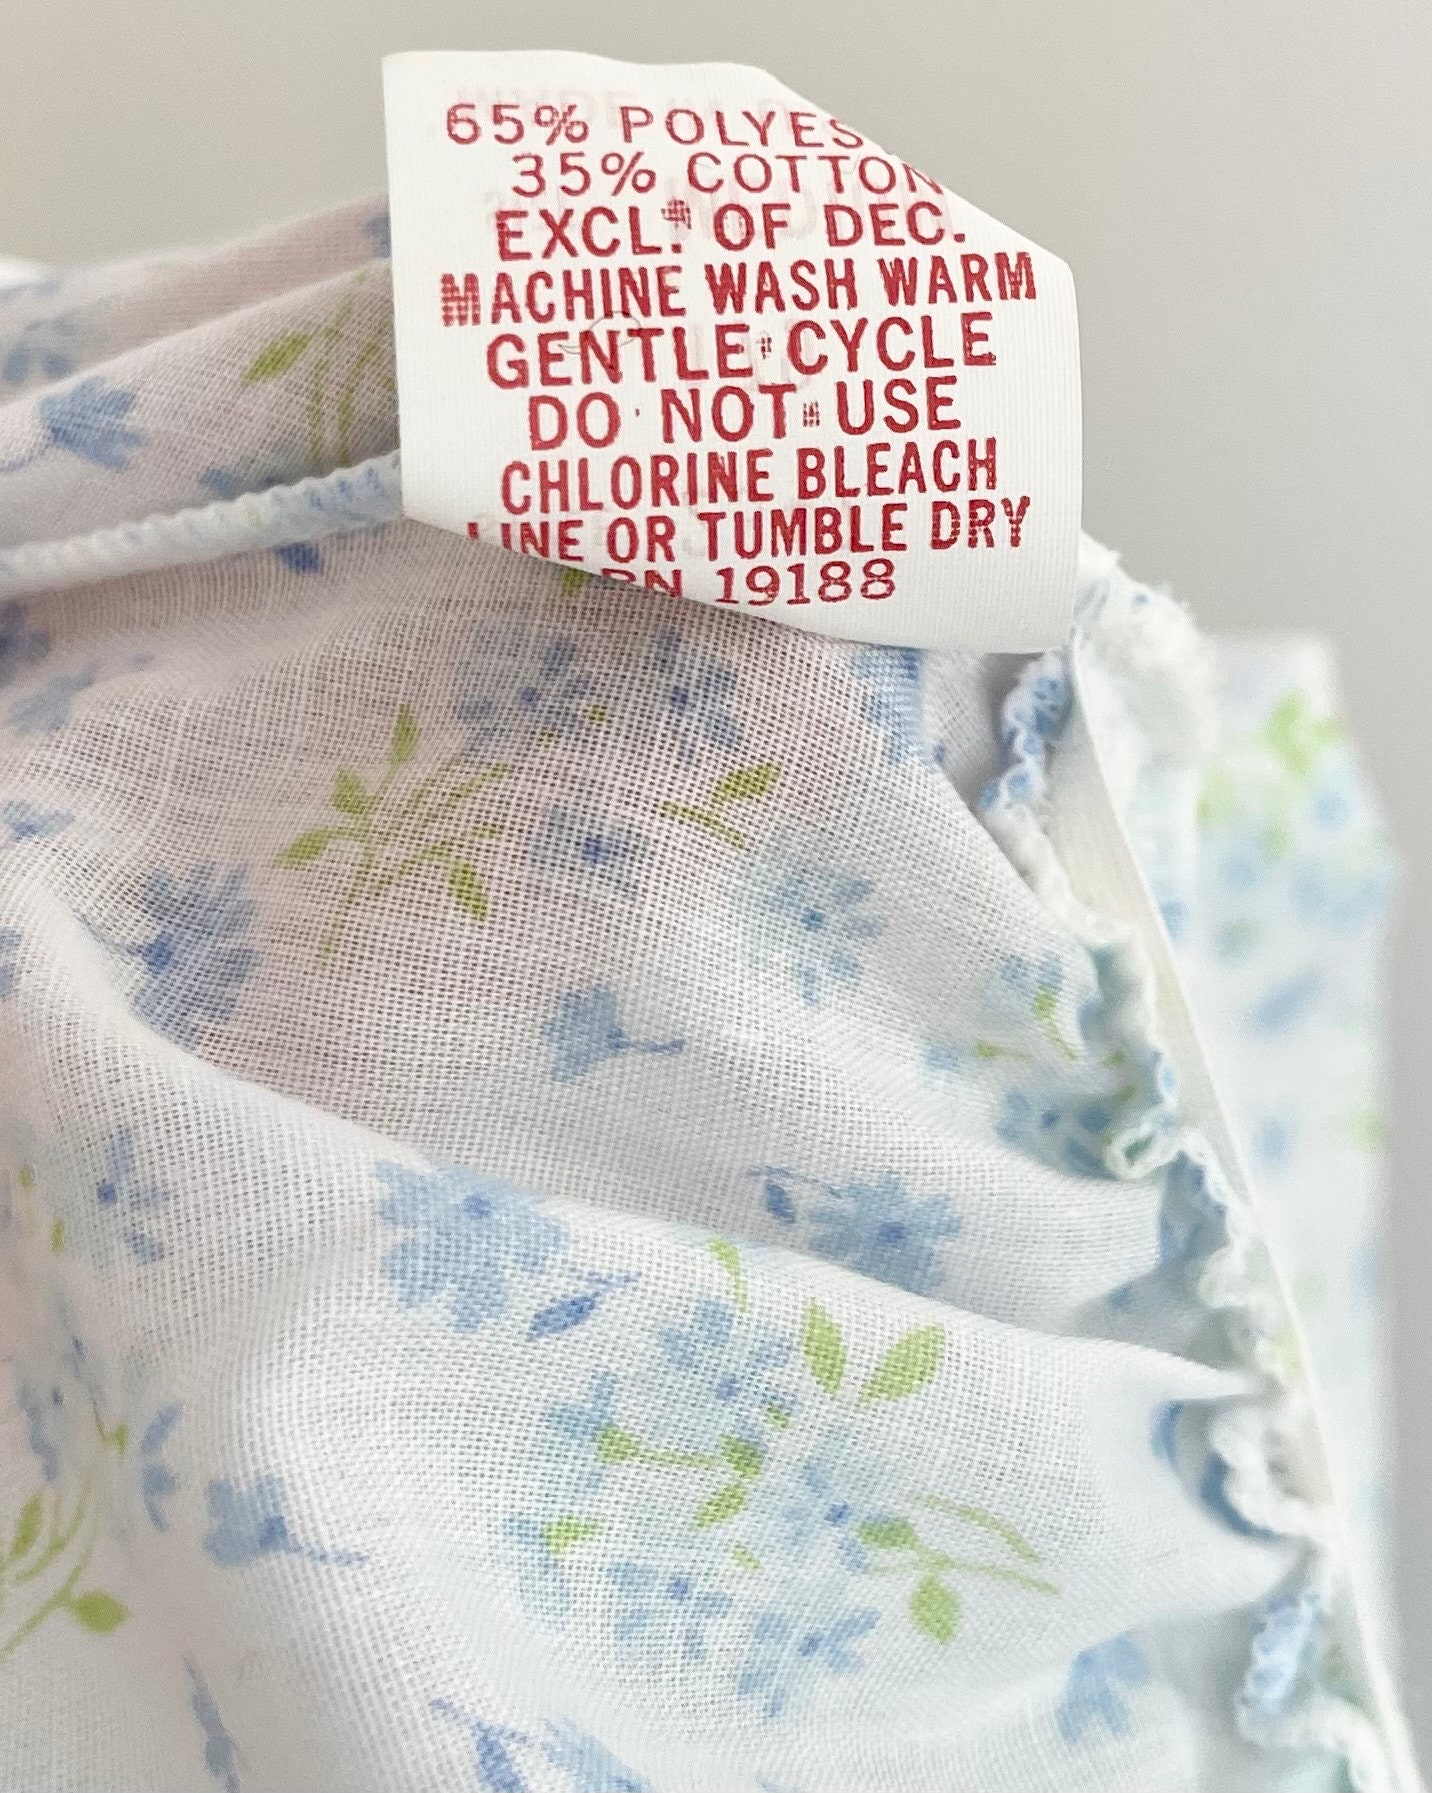 65% POLYES
35% COTTON
EXCL. OF DEC.
MACHINE WASH WARM
GENTLE CYCLE
DO NOT USE
CHLORINE BLEACH
LINE OR TUMBLE DRY
RN 19188